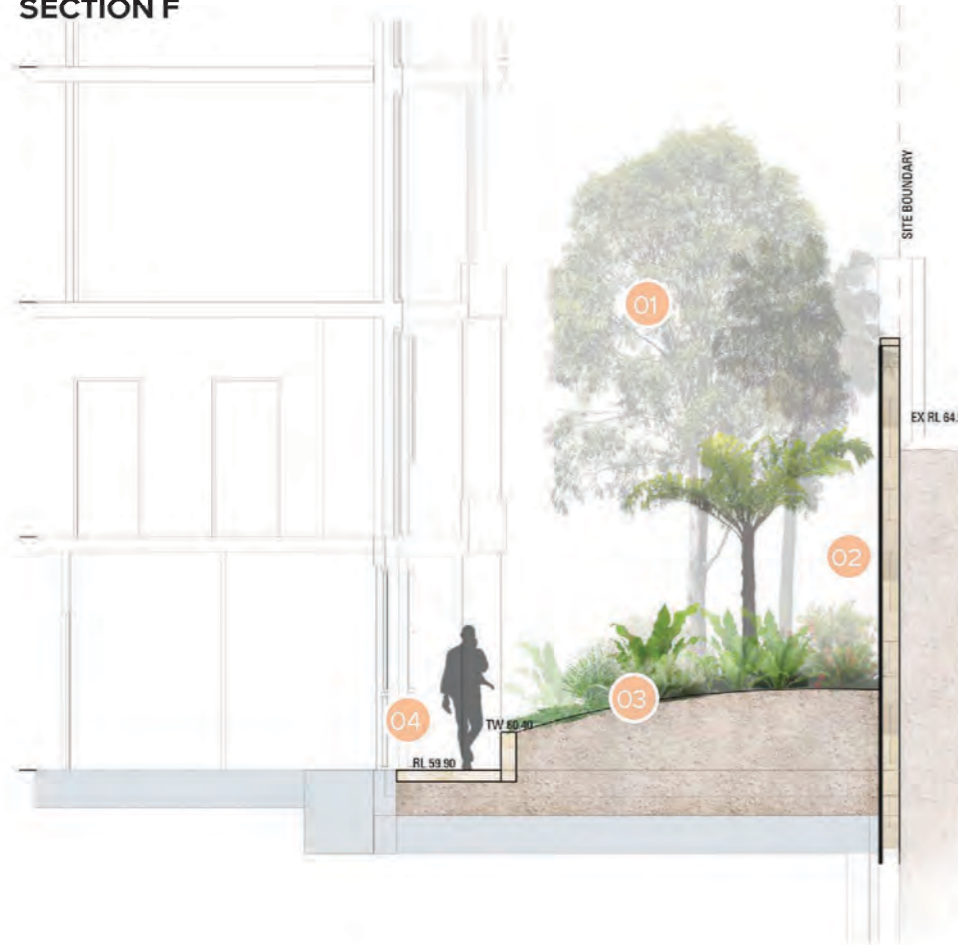 SECTION F
SITE BOUNDARY
01
EX RL 64.
02
03
04
TW 60.40
RL 59.90